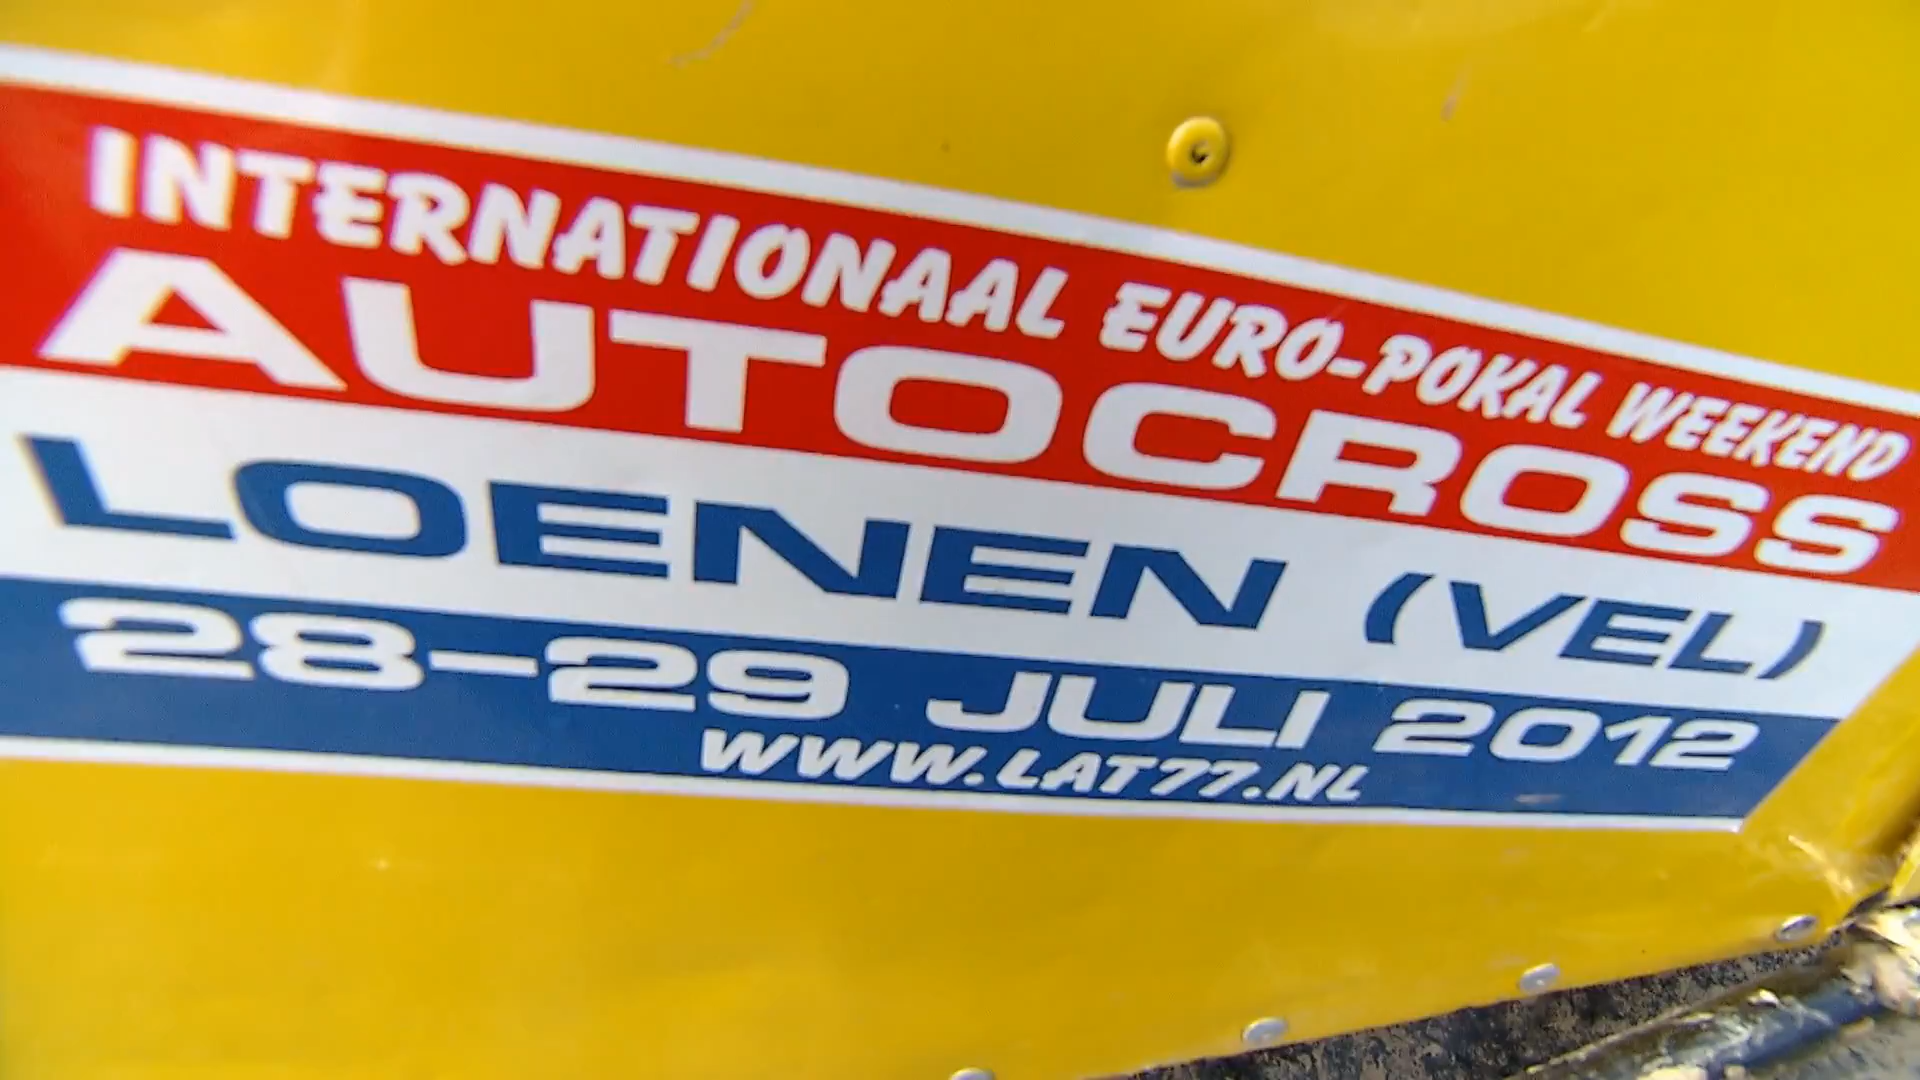 INTERNATIONAAL EURO-POKAL WEEKEND
AUTOCROSS
LOENEN (VEL)
28-29 JULI 2012
WWW.LAT77.NL